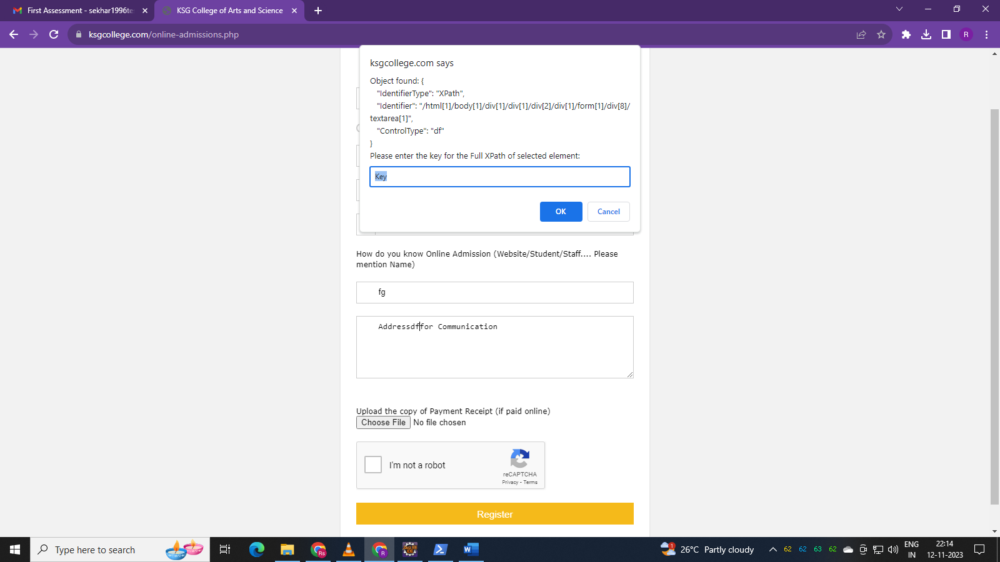 First Assessment - sekhar1996te
KSG College of Arts and Science
ksgcollege.com/online-admissions.php
R
ksgcollege.com says
Object found: {
"IdentifierType": "XPath",
"Identifier": "/html[1]/body[1]/div[1]/div[1]/div[2]/div[1]/form[1]/div[8]/
textarea[1]",
"ControlType": "df"
}
Please enter the key for the Full XPath of selected element:
Key
OK
Cancel
How do you know Online Admission (Website/Student/Staff.... Please
mention Name)
fg
Addressdffor Communication
Upload the copy of Payment Receipt (if paid online)
Choose File No file chosen
I'm not a robot
reCAPTCHA
Privacy - Terms
Register
Type here to search
Rs
R
1
26°C Partly cloudy
62 62 63 62
ENG
IN
22:14
12-11-2023